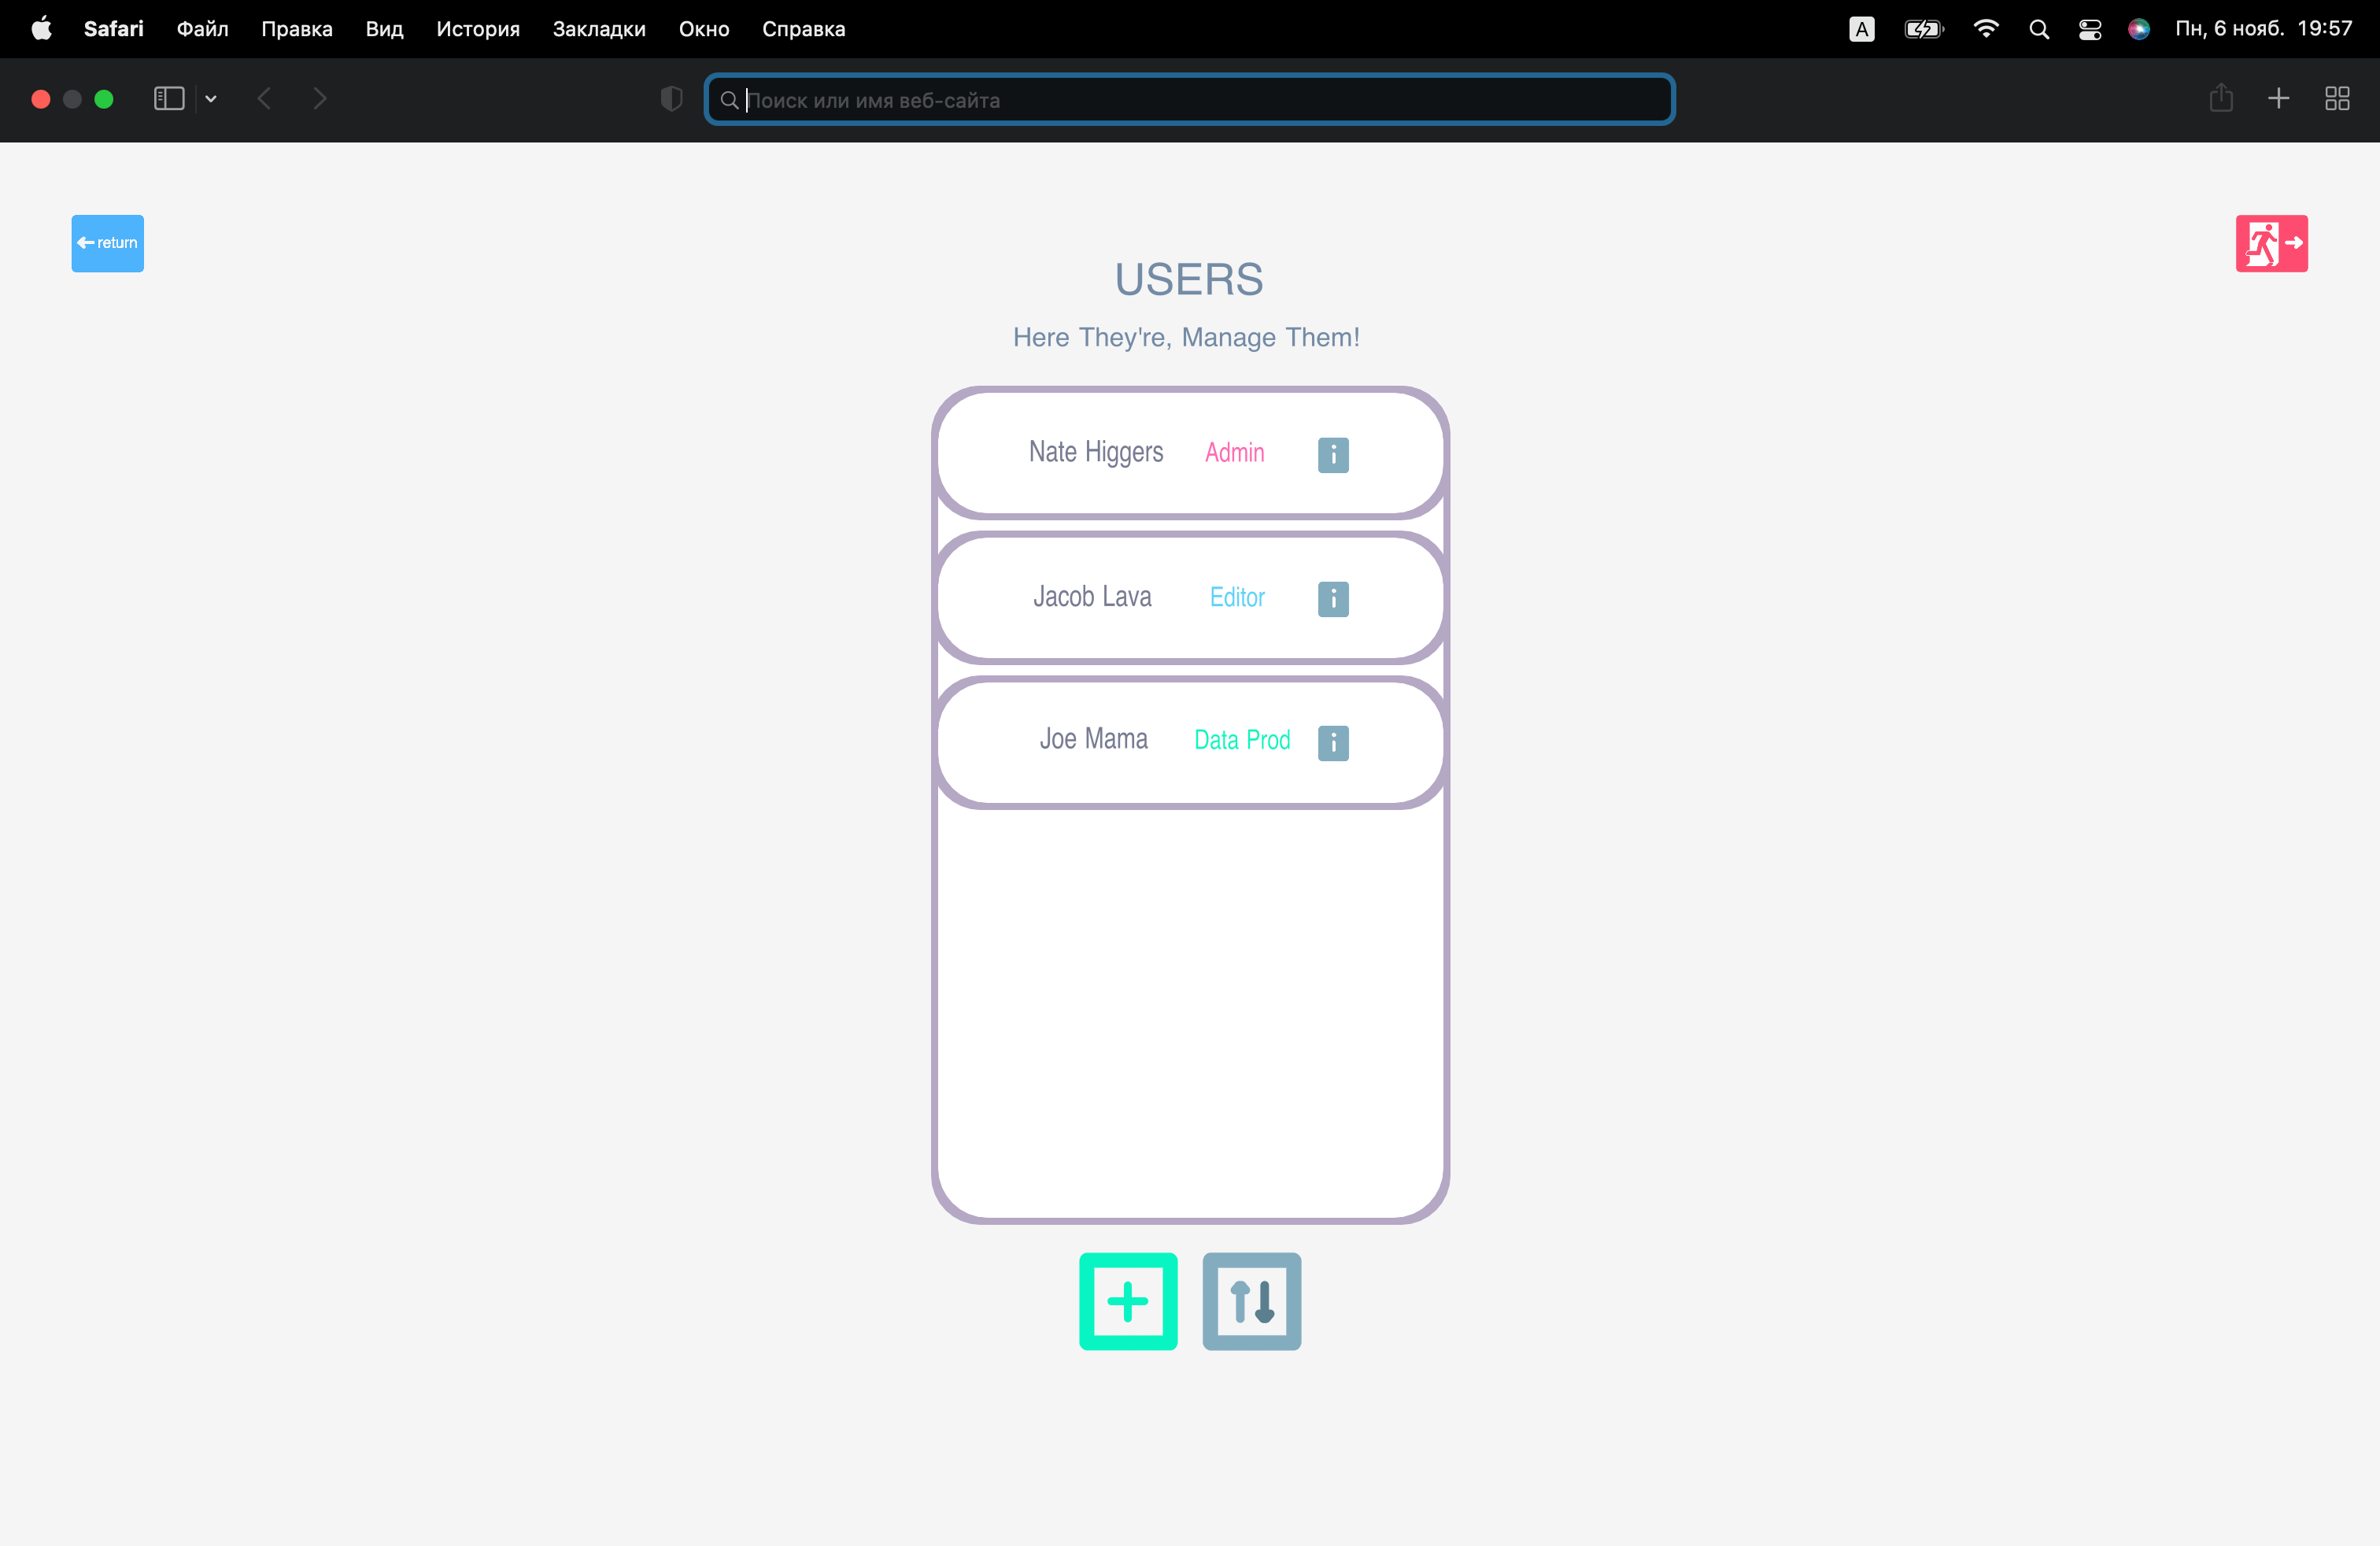 Safari Файл Правка Вид История Закладки Окно Справка A Пн, 6 нояб. 19:57
Поиск или имя веб-сайта
return
USERS
Here They're, Manage Them!
Nate Higgers Admin i
Jacob Lava Editor i
Joe Mama Data Prod i